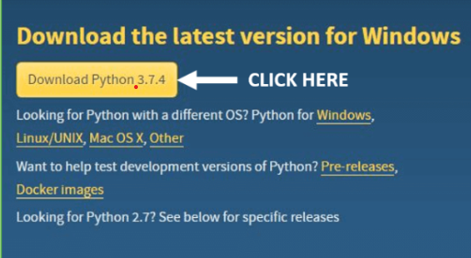 Download the latest version for Windows
Download Python 3.7.4 CLICK HERE
Looking for Python with a different OS? Python for Windows,
Linux/UNIX, Mac OS X, Other
Want to help test development versions of Python? Pre-releases,
Docker images
Looking for Python 2.7? See below for specific releases